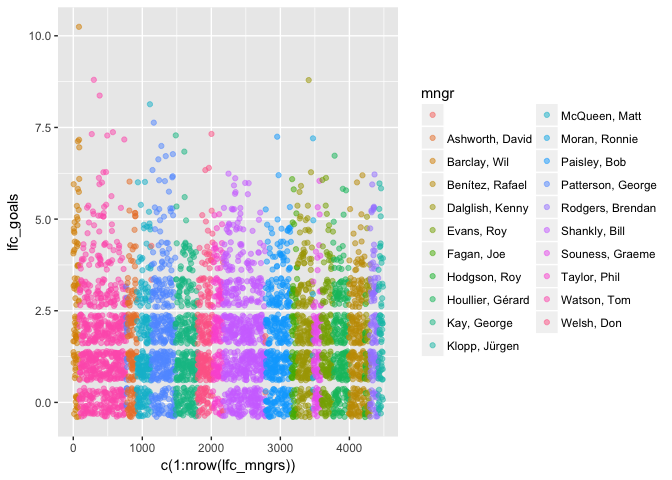 10.0
7.5
5.0
2.5
0.0
lfc_goals
0
1000
2000
3000
4000
c(1:nrow(lfc_mngrs))
mngr
Ashworth, David
Barclay, Wil
Benítez, Rafael
Dalglish, Kenny
Evans, Roy
Fagan, Joe
Hodgson, Roy
Houllier, Gérard
Kay, George
Klopp, Jürgen
McQueen, Matt
Moran, Ronnie
Paisley, Bob
Patterson, George
Rodgers, Brendan
Shankly, Bill
Souness, Graeme
Taylor, Phil
Watson, Tom
Welsh, Don